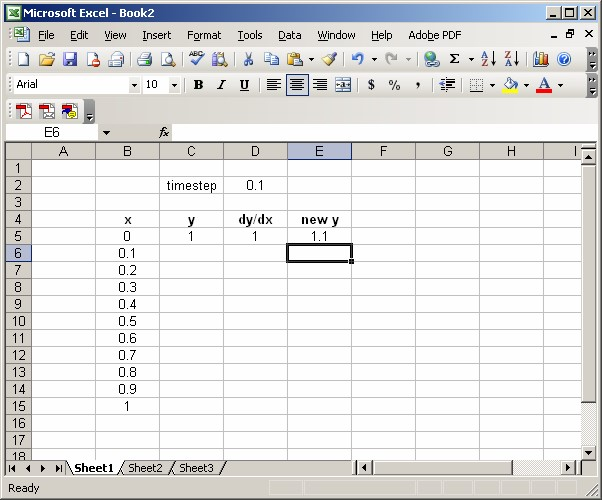 Microsoft Excel - Book2
File Edit View Insert Format Tools Data Window Help Adobe PDF
ABC Σ A Z Z A
Arial 10 B I U $ % , A
E6 fx
A B C D E F G H I
1
2 timestep 0.1
3
4 x y dy/dx new y
5 0 1 1 1.1
6 0.1
7 0.2
8 0.3
9 0.4
10 0.5
11 0.6
12 0.7
13 0.8
14 0.9
15 1
16
17
18
Sheet1 Sheet2 Sheet3
Ready